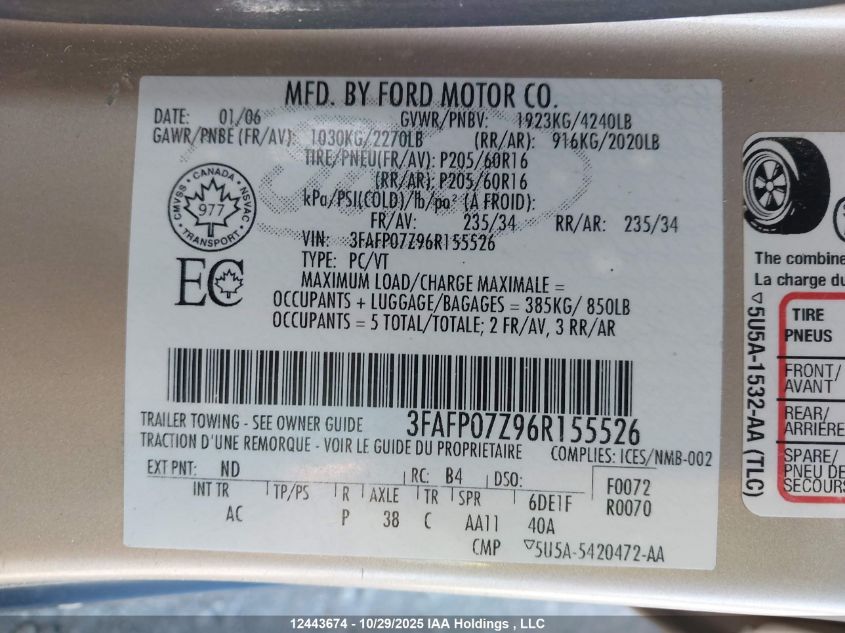 MFD. BY FORD MOTOR CO.
DATE: 01/06 GVWR/PNBV: 1923KG/4240LB
GAWR/PNBE (FR/AV): 1030KG/2270LB (RR/AR): 916KG/2020LB
TIRE/PNEU(FR/AV): P205/60R16
(RR/AR): P205/60R16
kPa/PSI(COLD)/lb/po² (À FROID):
FR/AV: 235/34 RR/AR: 235/34
VIN: 3FAFP07Z96R155526
TYPE: PC/VT
MAXIMUM LOAD/CHARGE MAXIMALE =
OCCUPANTS + LUGGAGE/BAGAGES = 385KG/ 850LB
OCCUPANTS = 5 TOTAL/TOTALE; 2 FR/AV, 3 RR/AR
CMVSS • CANADA • NSVAC
977
• TRANSPORT •
EC
3FAFP07Z96R155526
TRAILER TOWING - SEE OWNER GUIDE
TRACTION D'UNE REMORQUE - VOIR LE GUIDE DU PROPRIETAIRE
COMPLIES: ICES/NMB-002
EXT PNT: ND RC: B4 DSO: F0072
INT TR TP/PS R AXLE TR SPR 6DE1F R0070
AC P 38 C AA11 40A
CMP ▽5U5A-5420472-AA
The combine
La charge du
▽5U5A-1532-AA (TLC)
TIRE
PNEUS
FRONT/
AVANT
REAR/
ARRIÈRE
SPARE/
PNEU DE
SECOURS
12443674 - 10/29/2025 IAA Holdings , LLC